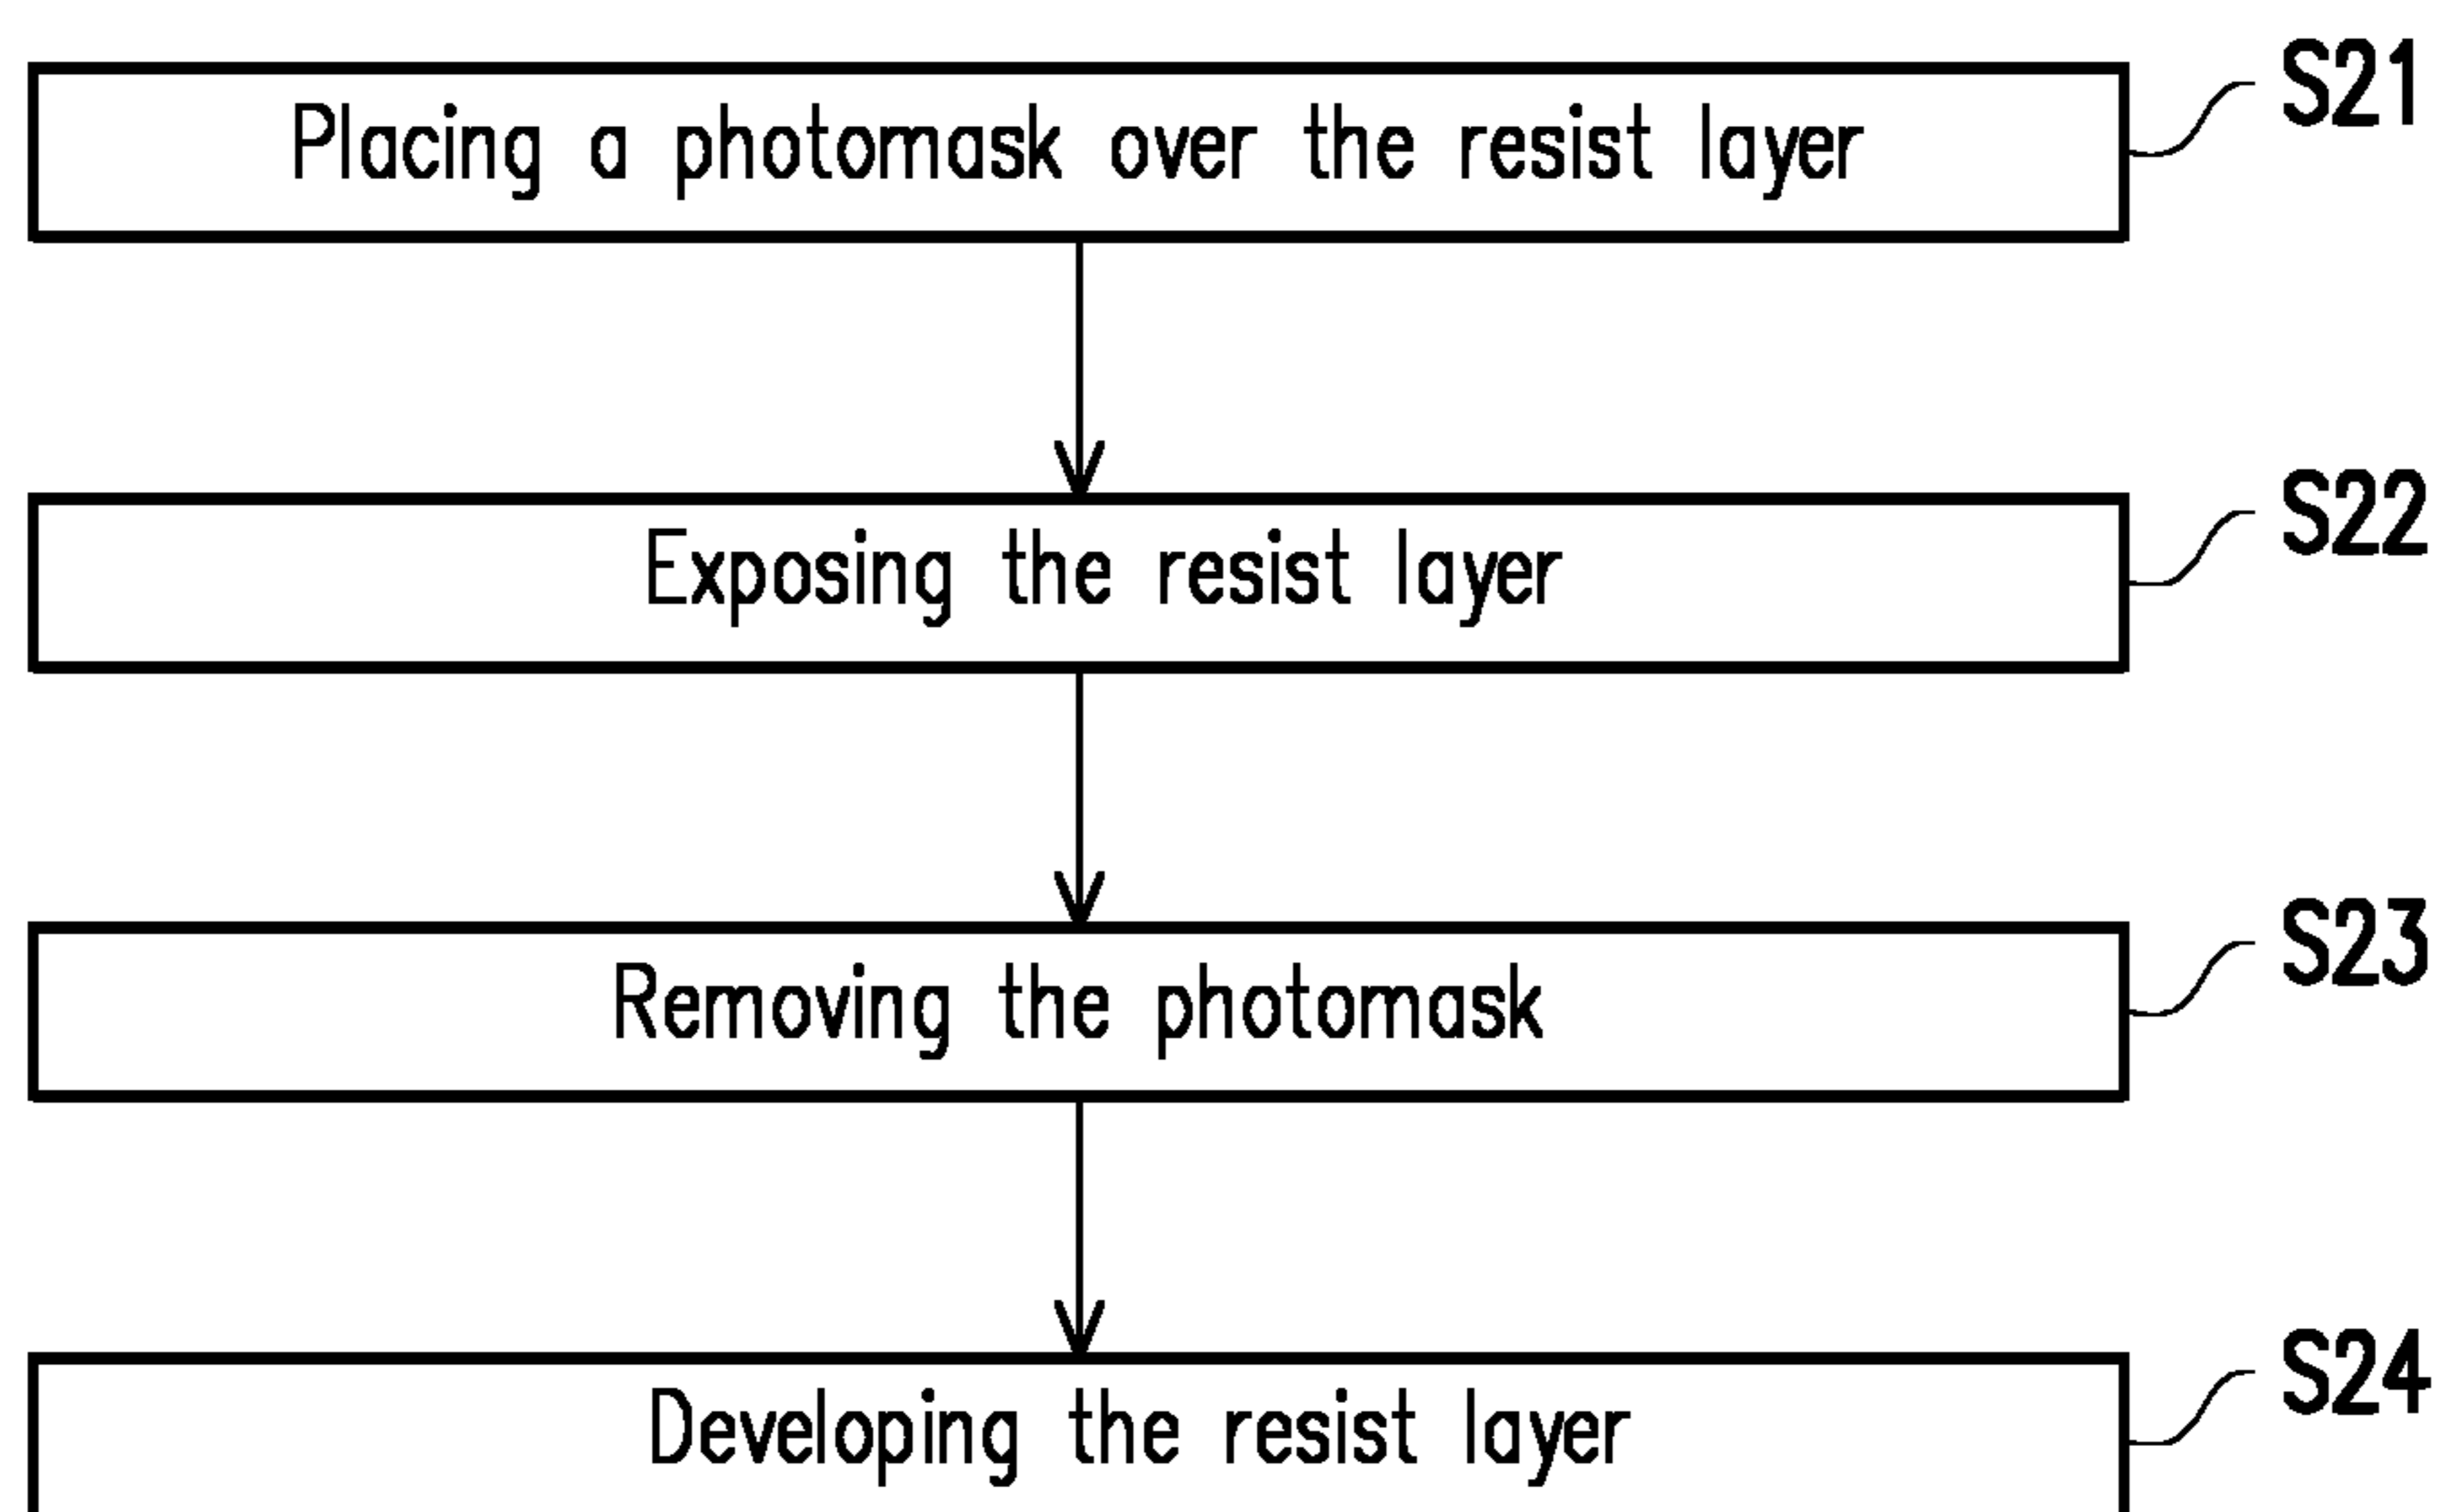 Placing a photomask over the resist layer
S21
Exposing the resist layer
S22
Removing the photomask
S23
Developing the resist layer
S24